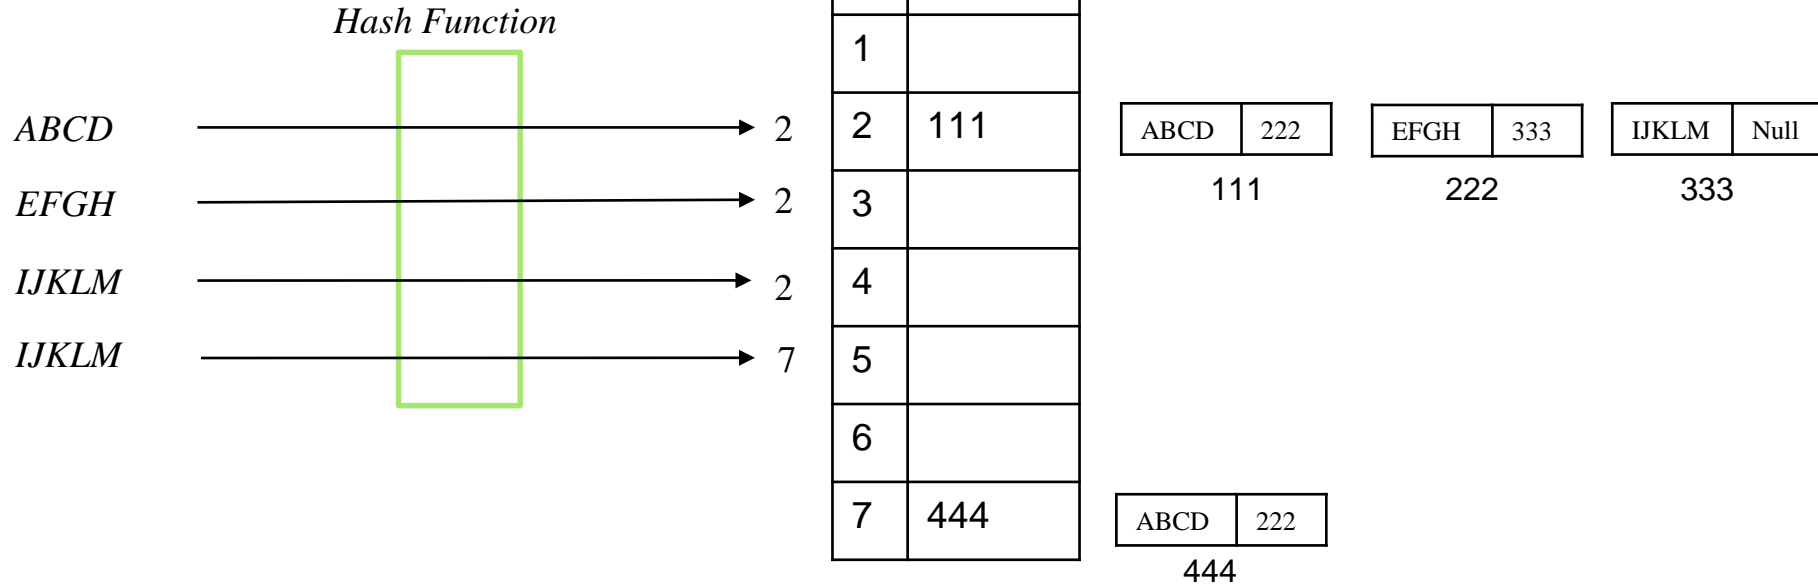 Hash Function
1
ABCD 2 2 111 ABCD 222 EFGH 333 IJKLM Null
EFGH 2 3 111 222 333
IJKLM 2 4
IJKLM 7 5
6
7 444 ABCD 222
444